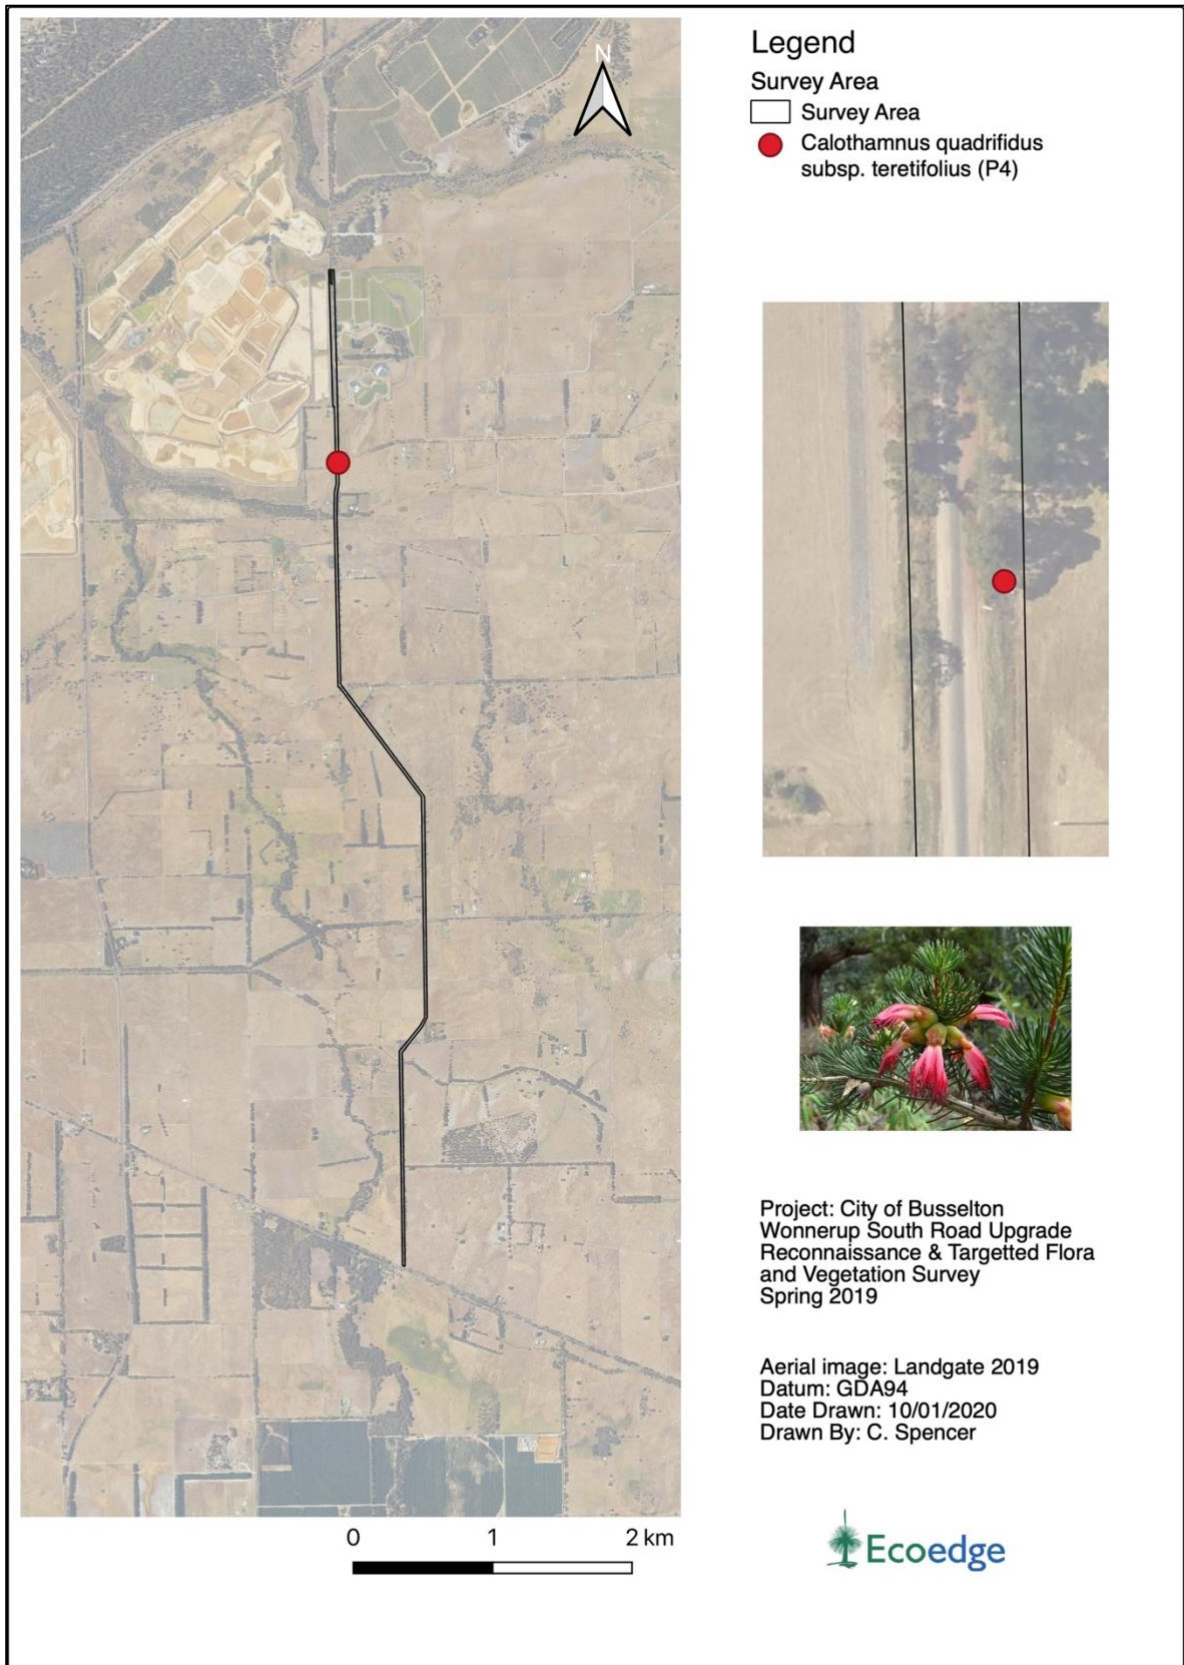 N
Legend
Survey Area
Survey Area
Calothamnus quadrifidus
subsp. teretifolius (P4)
Project: City of Busselton
Wonnerup South Road Upgrade
Reconnaissance & Targetted Flora
and Vegetation Survey
Spring 2019
Aerial image: Landgate 2019
Datum: GDA94
Date Drawn: 10/01/2020
Drawn By: C. Spencer
0 1 2 km
Ecoedge